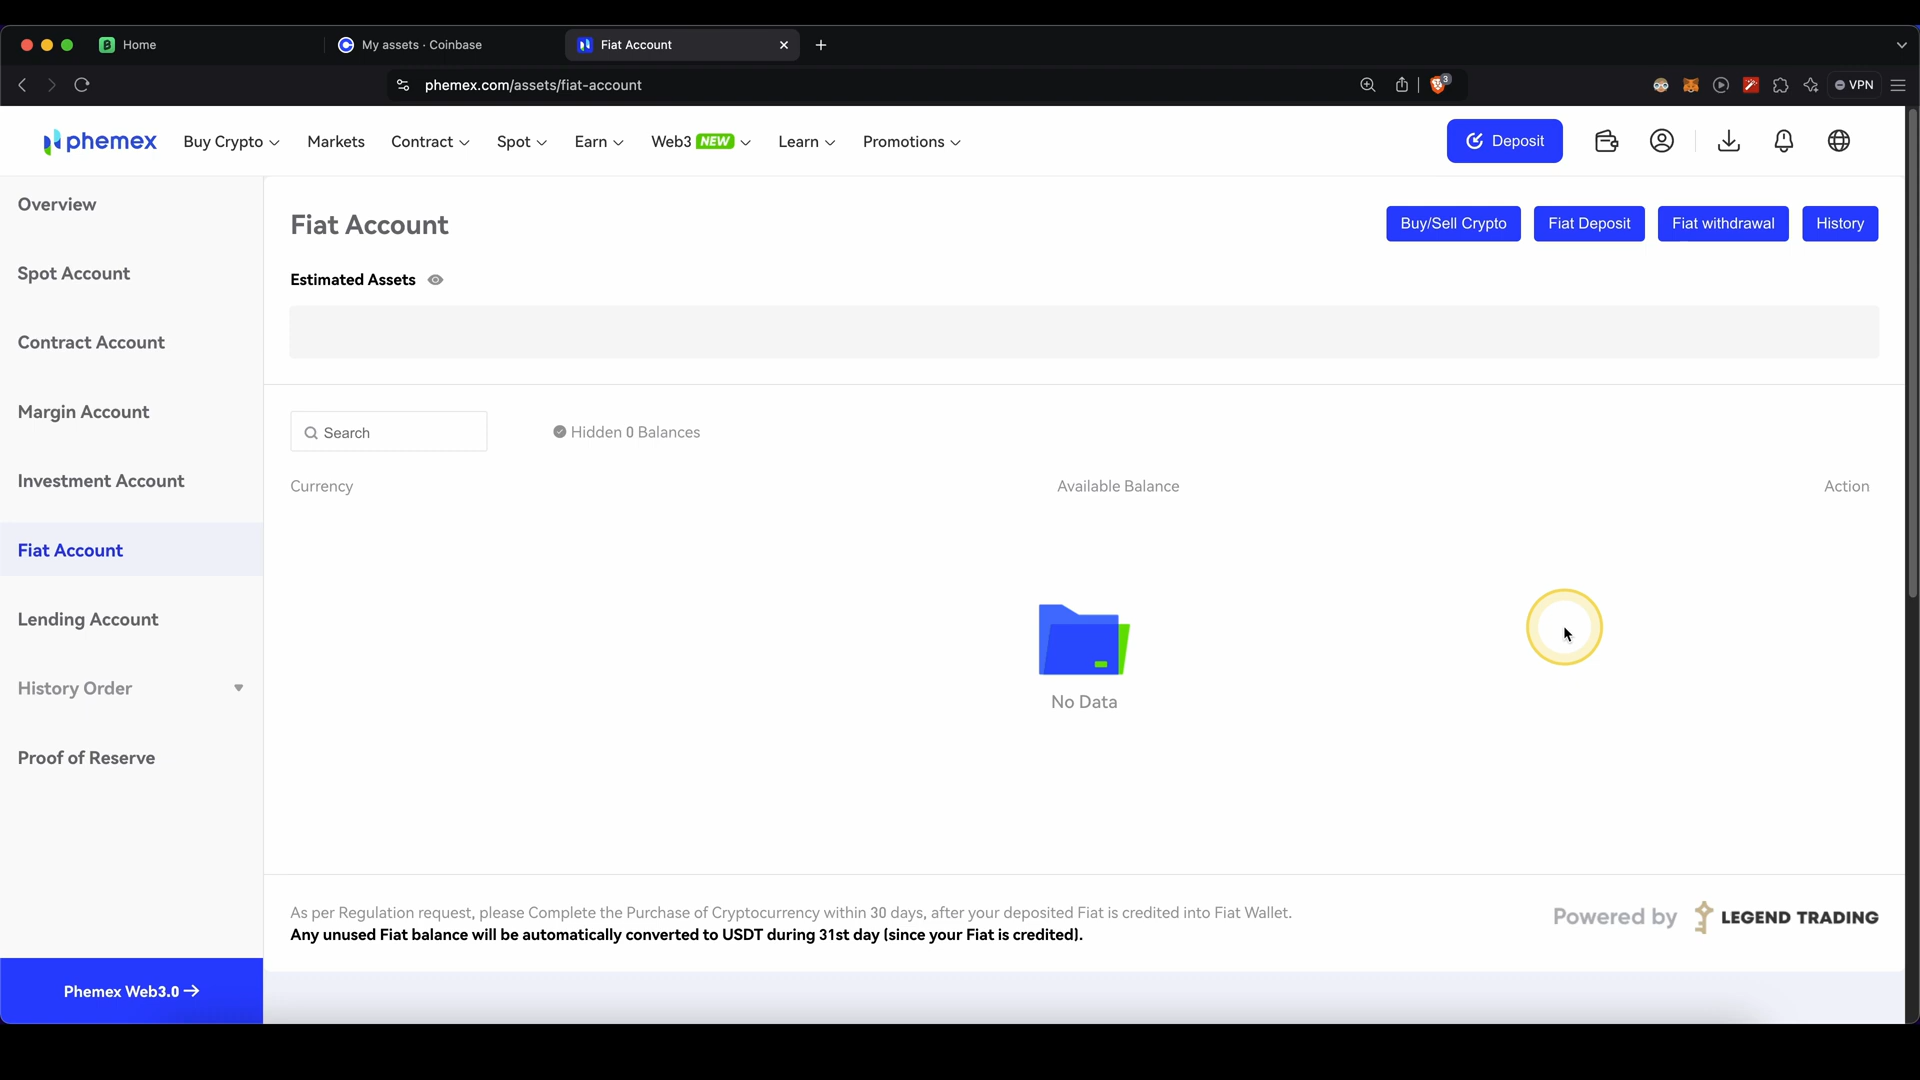 Home
My assets · Coinbase
Fiat Account
phemex.com/assets/fiat-account
3
VPN
phemex
Buy Crypto
Markets
Contract
Spot
Earn
Web3 NEW
Learn
Promotions
Deposit
Overview
Spot Account
Contract Account
Margin Account
Investment Account
Fiat Account
Lending Account
History Order
Proof of Reserve
Phemex Web3.0
Fiat Account
Buy/Sell Crypto
Fiat Deposit
Fiat withdrawal
History
Estimated Assets
Search
Hidden 0 Balances
Currency
Available Balance
Action
No Data
As per Regulation request, please Complete the Purchase of Cryptocurrency within 30 days, after your deposited Fiat is credited into Fiat Wallet.
Any unused Fiat balance will be automatically converted to USDT during 31st day (since your Fiat is credited).
Powered by LEGEND TRADING